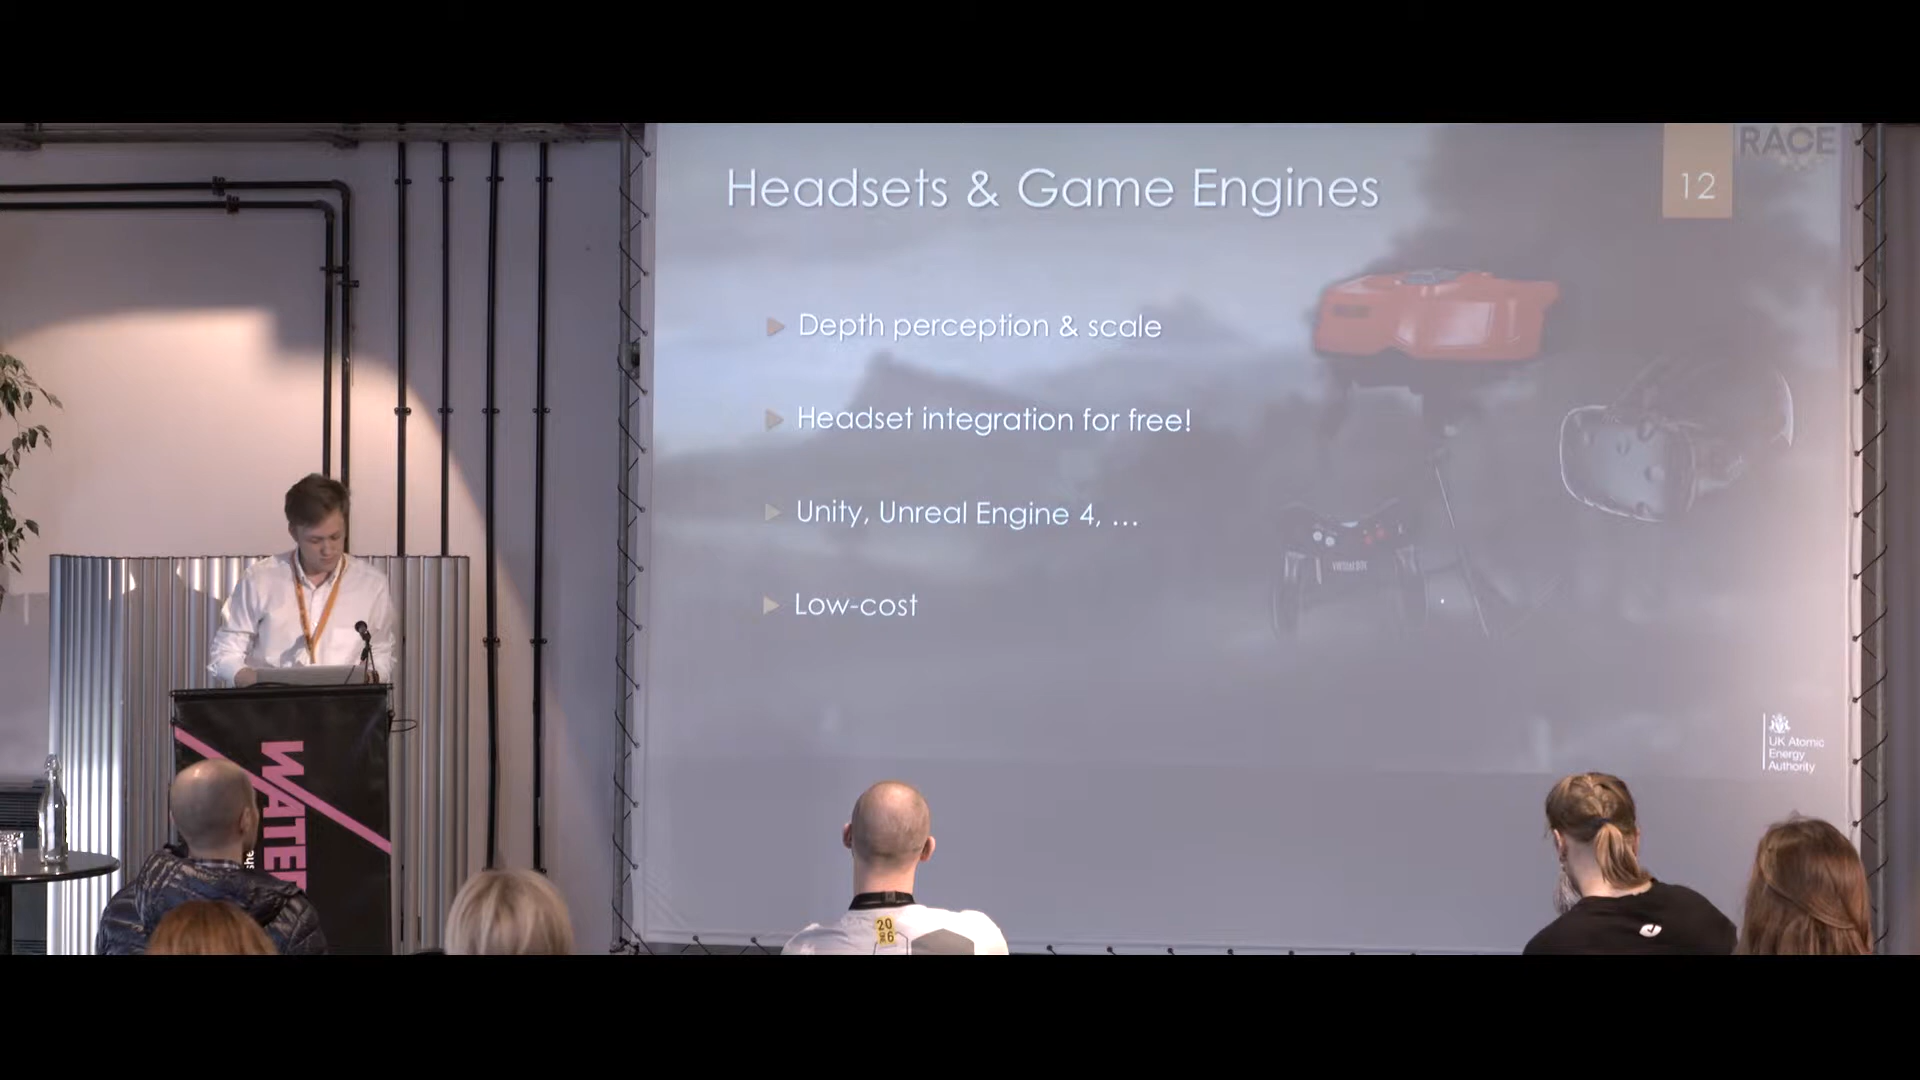 RACE
Headsets & Game Engines
12
Depth perception & scale
Headset integration for free!
Unity, Unreal Engine 4, …
Low-cost
UK Atomic
Energy
Authority
WATER
she
20
6